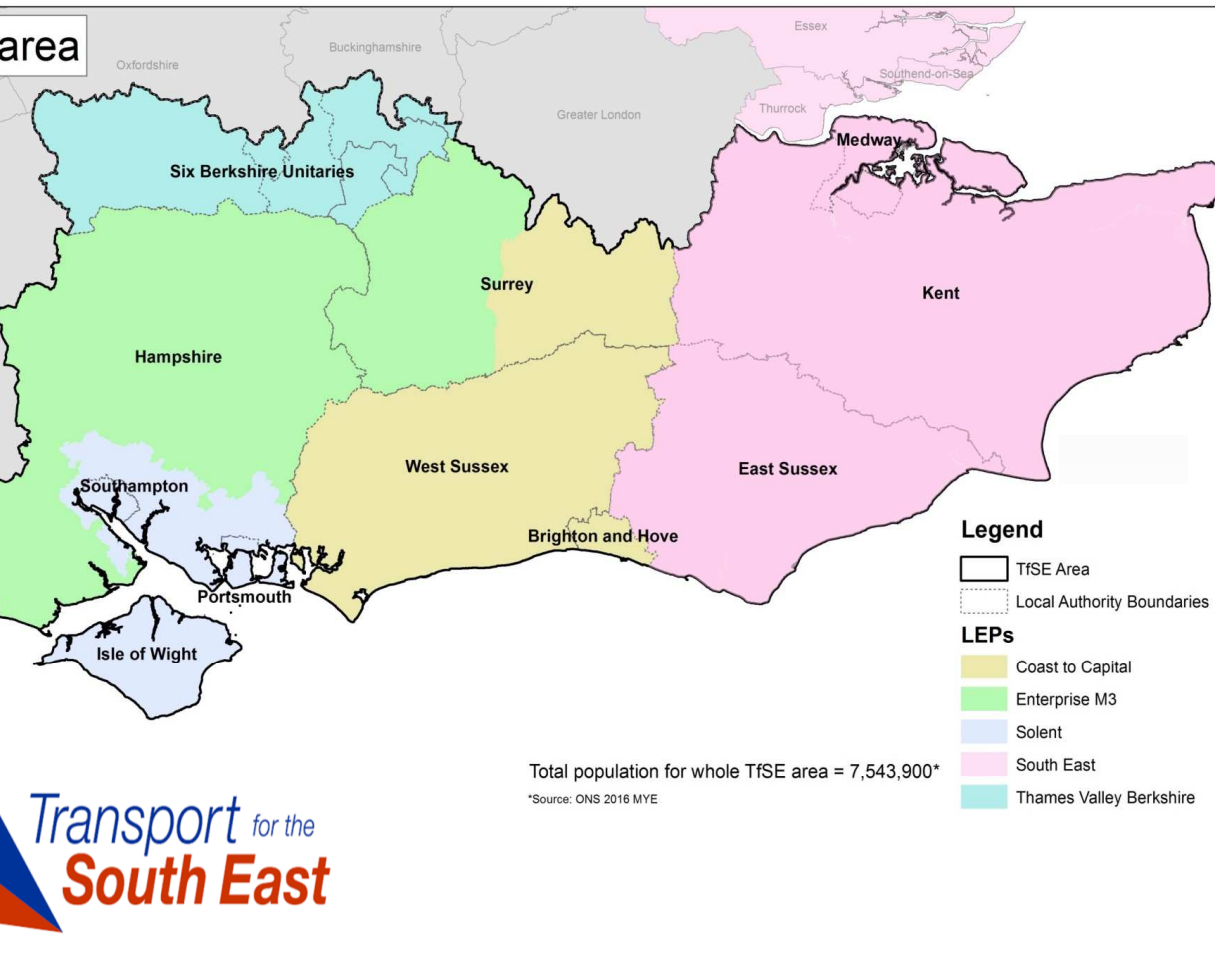 area
Oxfordshire
Buckinghamshire
Essex
Southend-on-Sea
Thurrock
Greater London
Medway
Six Berkshire Unitaries
Surrey
Kent
Hampshire
West Sussex
East Sussex
Southampton
Brighton and Hove
Portsmouth
Isle of Wight
Legend
TfSE Area
Local Authority Boundaries
LEPs
Coast to Capital
Enterprise M3
Solent
South East
Thames Valley Berkshire
Total population for whole TfSE area = 7,543,900*
*Source: ONS 2016 MYE
Transport for the
South East